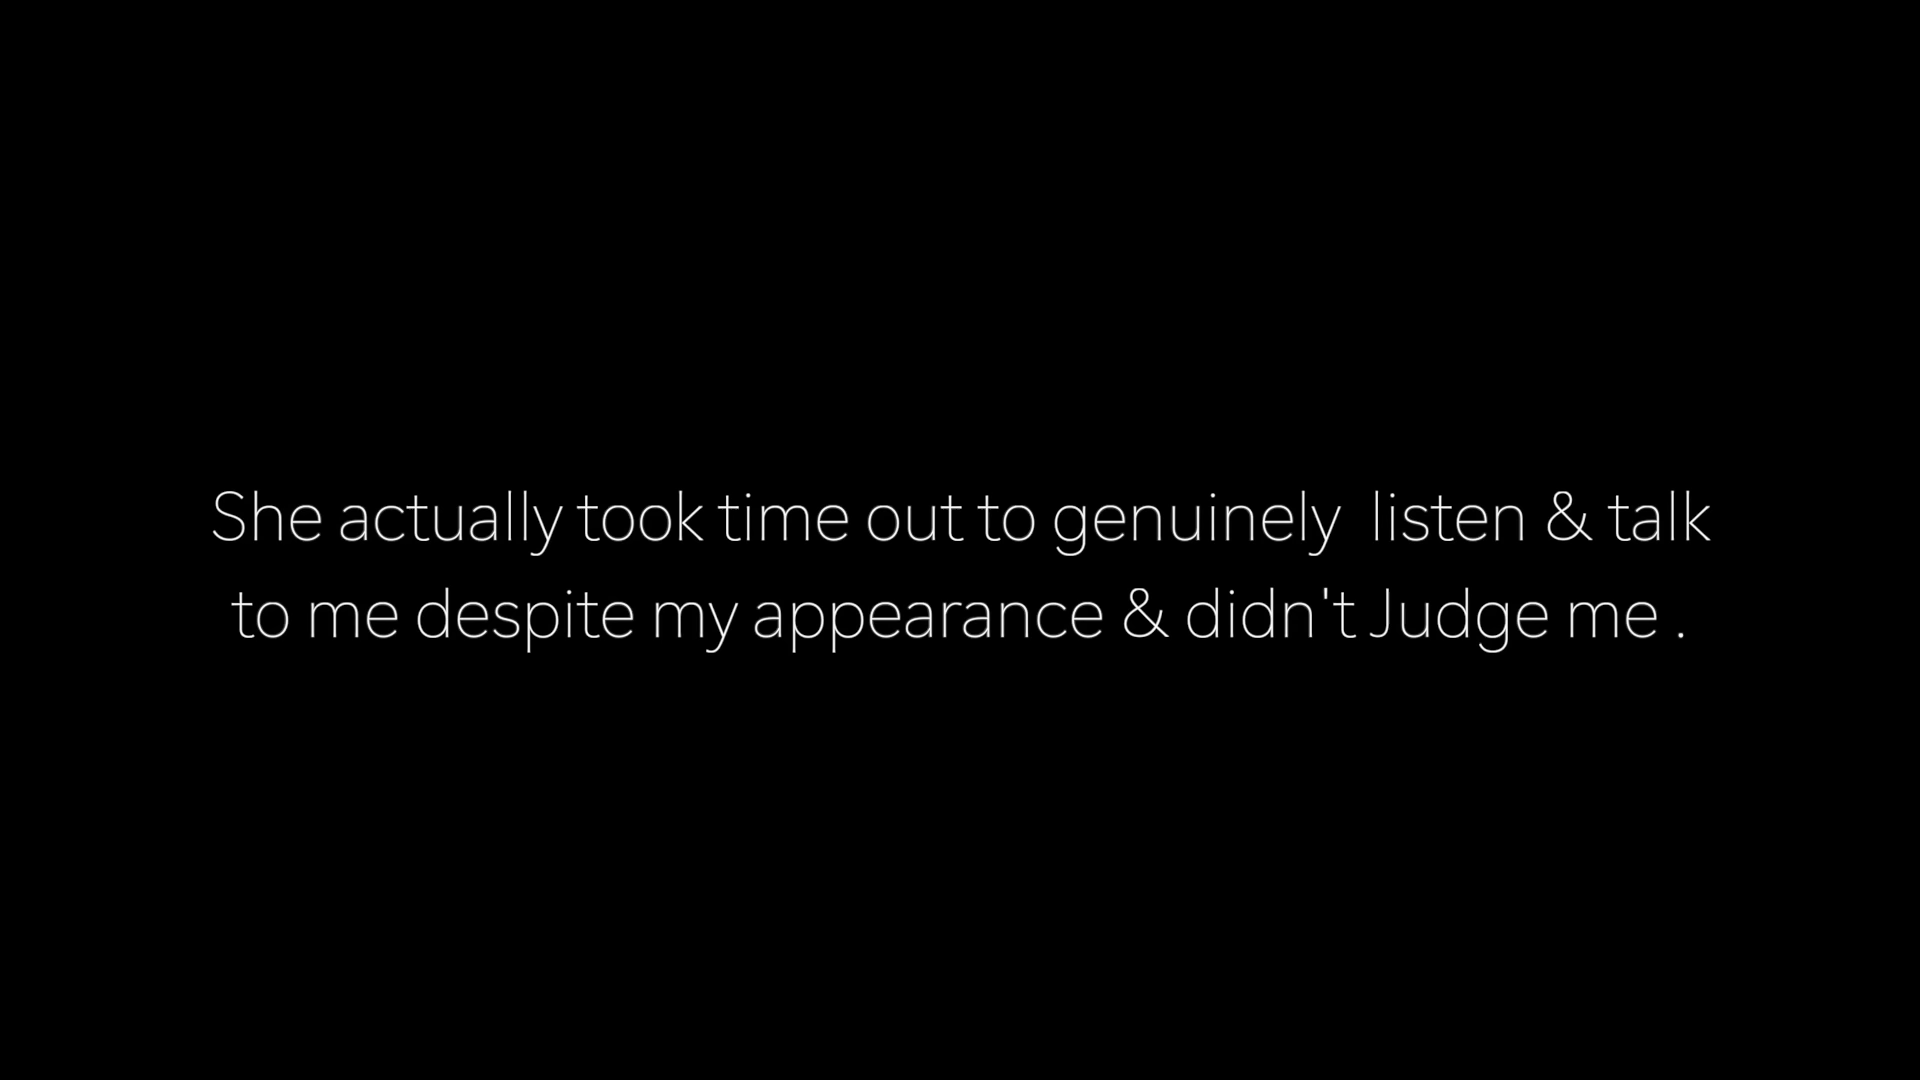 She actually took time out to genuinely  listen & talk
to me despite my appearance & didn't Judge me .